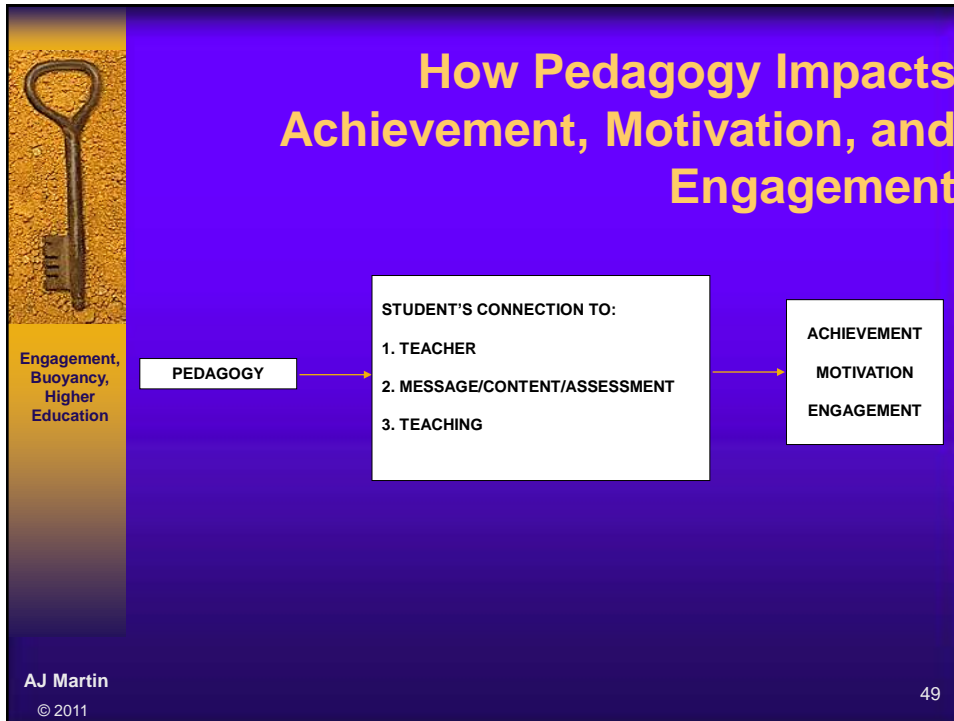 How Pedagogy Impacts
Achievement, Motivation, and
Engagement
Engagement,
Buoyancy,
Higher
Education
PEDAGOGY
STUDENT'S CONNECTION TO:
1. TEACHER
2. MESSAGE/CONTENT/ASSESSMENT
3. TEACHING
ACHIEVEMENT
MOTIVATION
ENGAGEMENT
AJ Martin
© 2011
49